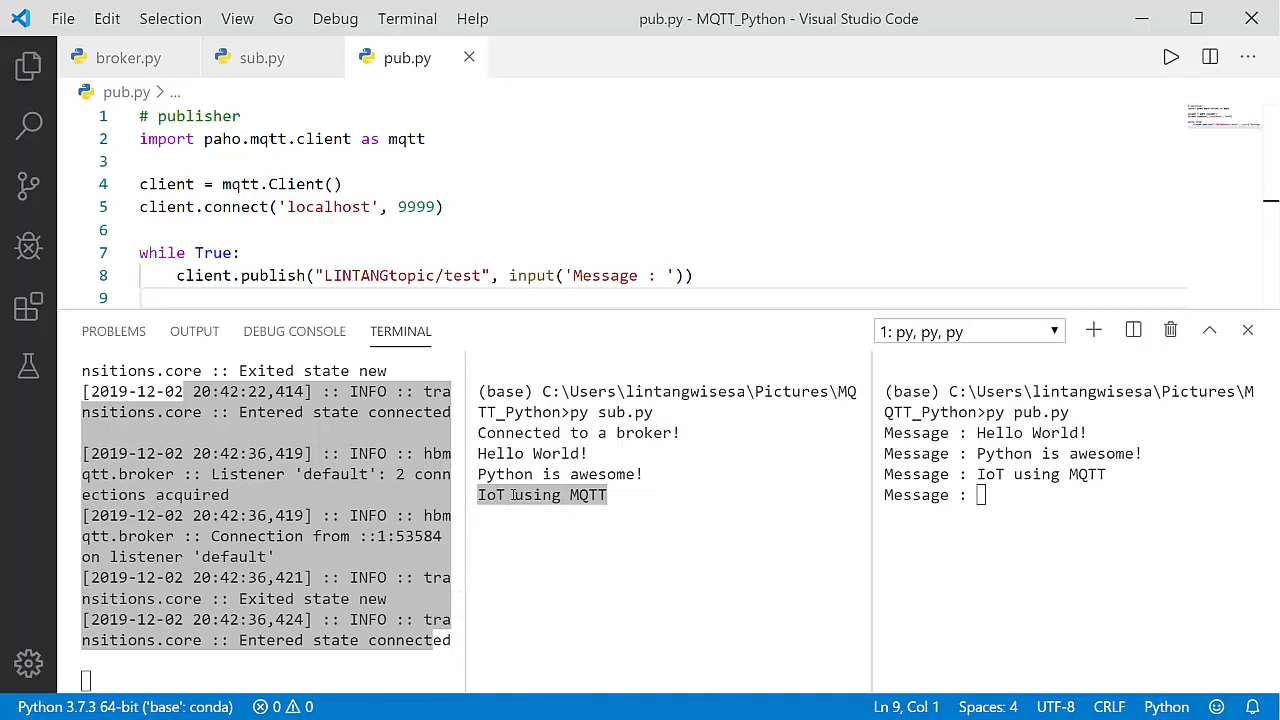 File Edit Selection View Go Debug Terminal Help pub.py - MQTT_Python - Visual Studio Code
broker.py sub.py pub.py
pub.py > ...
1 # publisher
2 import paho.mqtt.client as mqtt
3
4 client = mqtt.Client()
5 client.connect('localhost', 9999)
6
7 while True:
8 client.publish("LINTANGtopic/test", input('Message : '))
9
PROBLEMS OUTPUT DEBUG CONSOLE TERMINAL 1: py, py, py
nsitions.core :: Exited state new
[2019-12-02 20:42:22,414] :: INFO :: tra
nsitions.core :: Entered state connected
[2019-12-02 20:42:36,419] :: INFO :: hbm
qtt.broker :: Listener 'default': 2 conn
ections acquired
[2019-12-02 20:42:36,419] :: INFO :: hbm
qtt.broker :: Connection from ::1:53584
on listener 'default'
[2019-12-02 20:42:36,421] :: INFO :: tra
nsitions.core :: Exited state new
[2019-12-02 20:42:36,424] :: INFO :: tra
nsitions.core :: Entered state connected
(base) C:\Users\lintangwisesa\Pictures\MQ
TT_Python>py sub.py
Connected to a broker!
Hello World!
Python is awesome!
IoT using MQTT
(base) C:\Users\lintangwisesa\Pictures\M
QTT_Python>py pub.py
Message : Hello World!
Message : Python is awesome!
Message : IoT using MQTT
Message :
Python 3.7.3 64-bit ('base': conda) 0 0 Ln 9, Col 1 Spaces: 4 UTF-8 CRLF Python